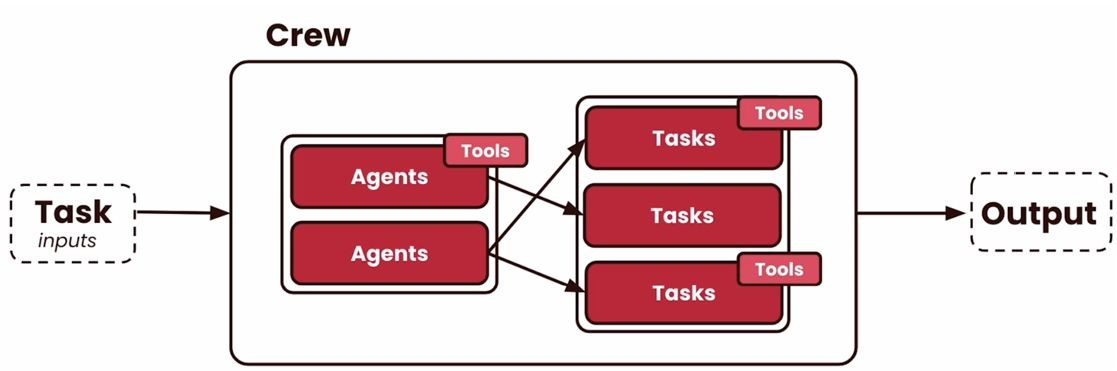 Crew
Task
inputs
Tools
Agents
Agents
Tools
Tasks
Tasks
Tools
Tasks
Output